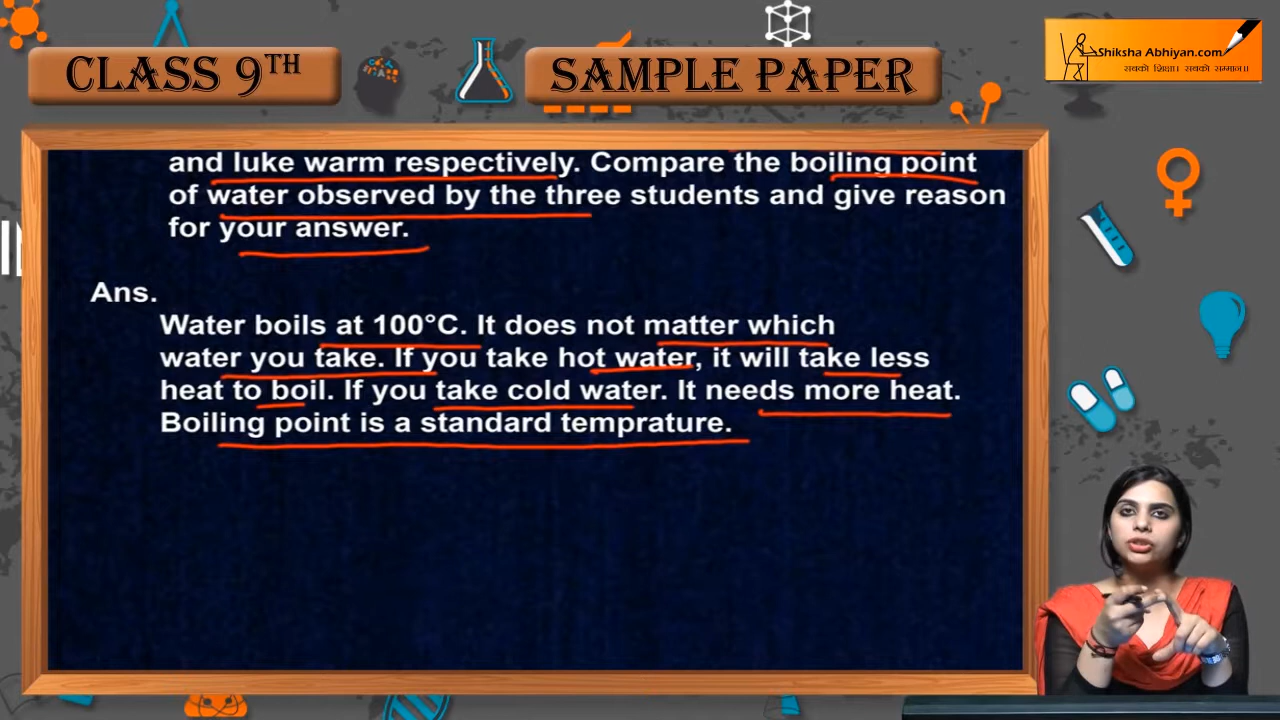 CLASS 9TH
SAMPLE PAPER
Shiksha Abhiyan.com
सबको शिक्षा। सबको सम्मान।।
and luke warm respectively. Compare the boiling point
of water observed by the three students and give reason
for your answer.
Ans.
Water boils at 100°C. It does not matter which
water you take. If you take hot water, it will take less
heat to boil. If you take cold water. It needs more heat.
Boiling point is a standard temprature.